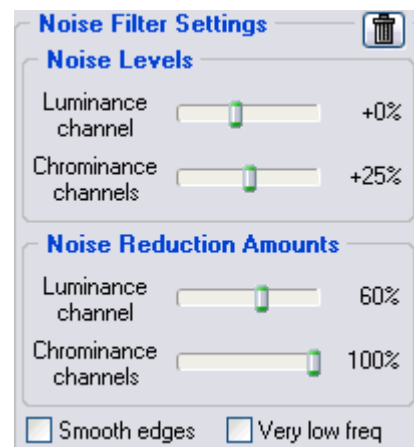 Noise Filter Settings
Noise Levels
Luminance
channel
+0%
Chrominance
channels
+25%
Noise Reduction Amounts
Luminance
channel
60%
Chrominance
channels
100%
Smooth edges
Very low freq